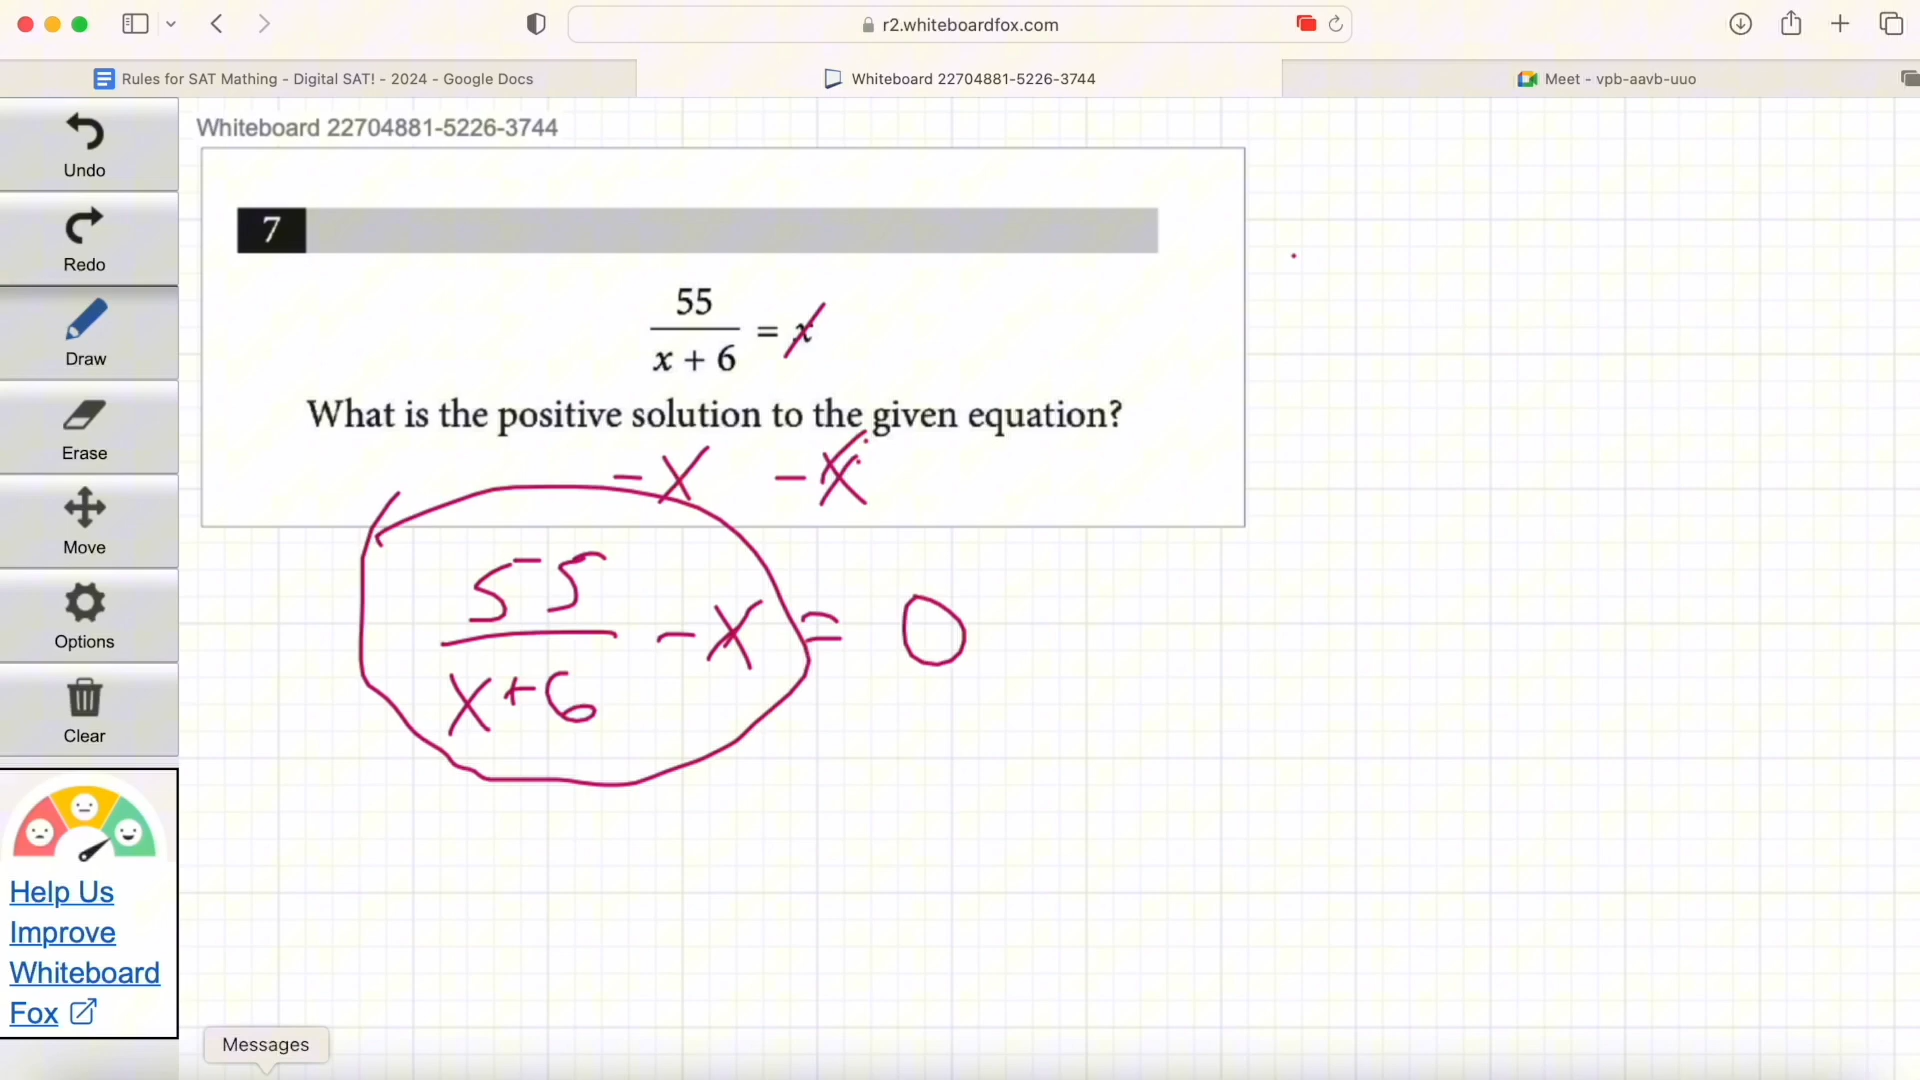 r2.whiteboardfox.com
Rules for SAT Mathing - Digital SAT! - 2024 - Google Docs
Whiteboard 22704881-5226-3744
Meet - vpb-aavb-uuo
Whiteboard 22704881-5226-3744
Undo
Redo
Draw
Erase
Move
Options
Clear
Help Us
Improve
Whiteboard
Fox
7
55
= x
x + 6
What is the positive solution to the given equation?
-x -x
55
-x = 0
x+6
Messages